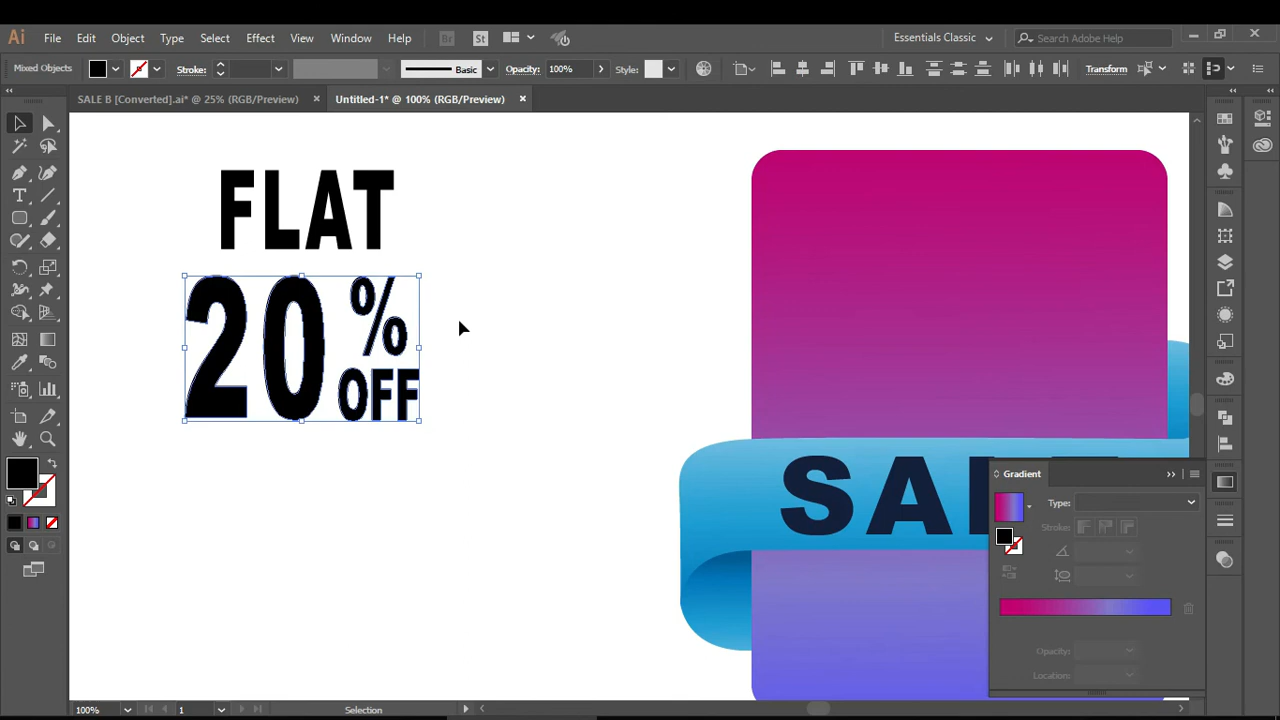 Ai File Edit Object Type Select Effect View Window Help Br St Essentials Classic Search Adobe Help
Mixed Objects Stroke: Basic Opacity: 100% Style: Transform
SALE B [Converted].ai* @ 25% (RGB/Preview) Untitled-1* @ 100% (RGB/Preview)
FLAT
20%
OFF
SAL
Gradient
Type:
Stroke:
Opacity:
Location:
100% 1 Selection